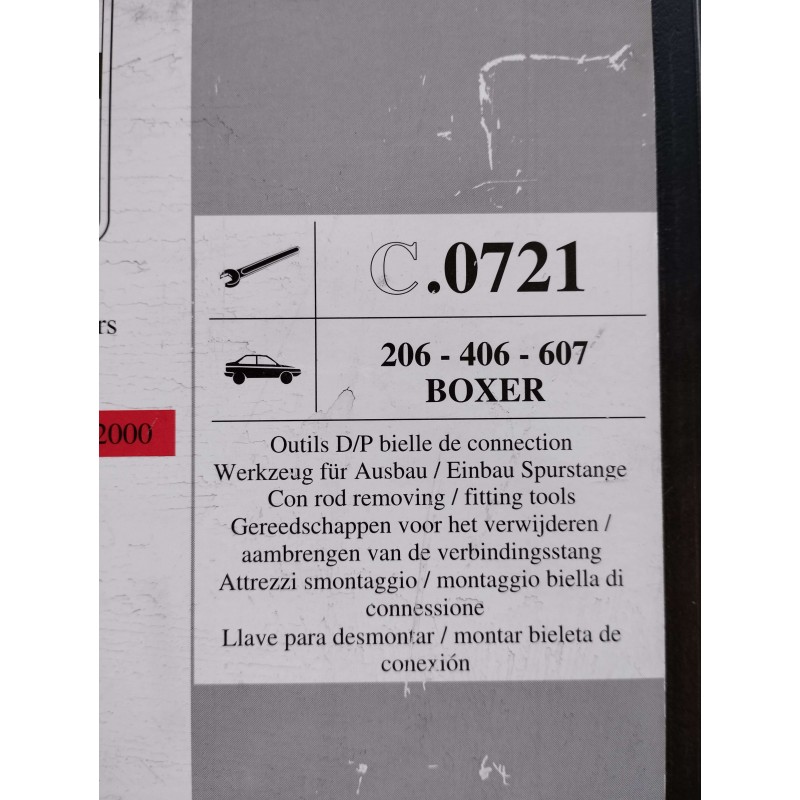 C.0721
206 - 406 - 607
BOXER
rs
2000
Outils D/P bielle de connection
Werkzeug für Ausbau / Einbau Spurstange
Con rod removing / fitting tools
Gereedschappen voor het verwijderen /
aambrengen van de verbindingsstang
Attrezzi smontaggio / montaggio biella di
connessione
Llave para desmontar / montar bieleta de
conexión